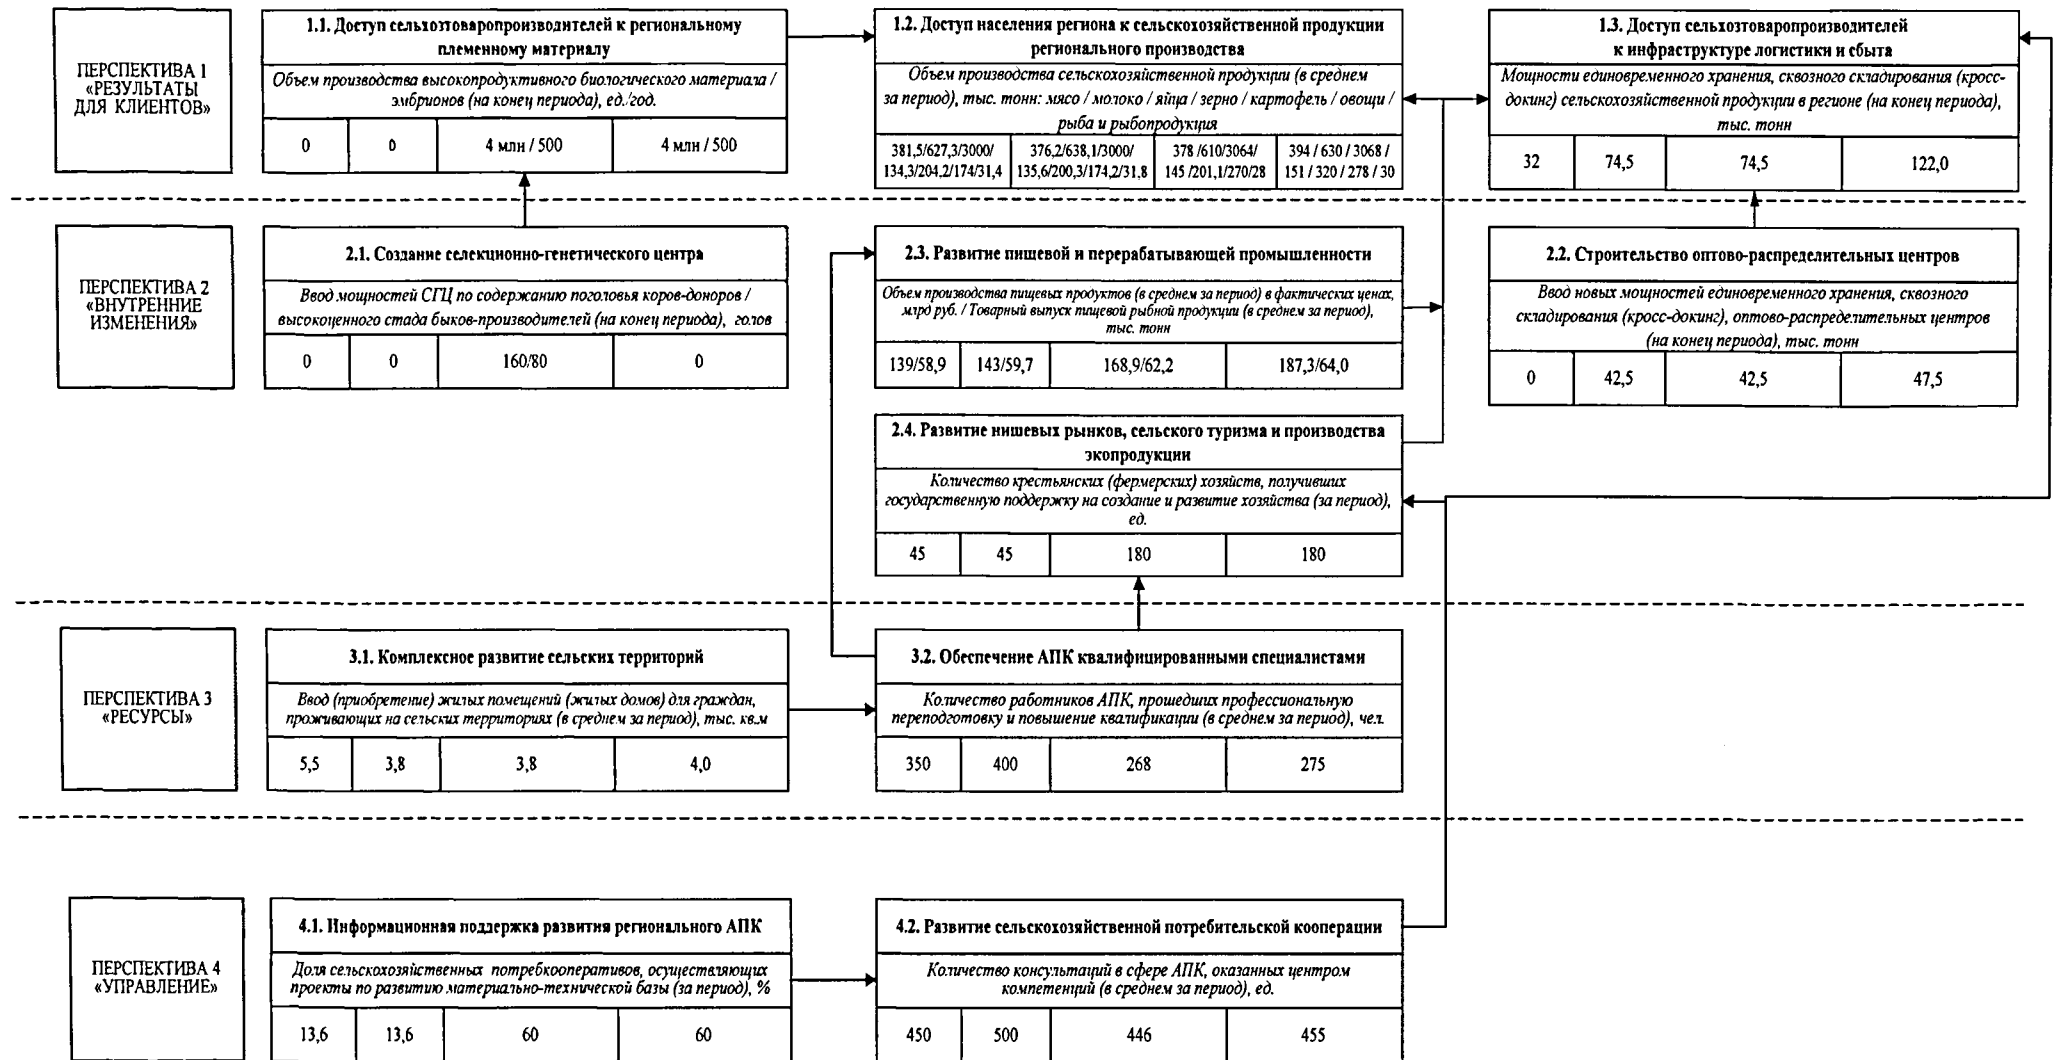 ПЕРСПЕКТИВА 1
«РЕЗУЛЬТАТЫ
ДЛЯ КЛИЕНТОВ»
1.1. Доступ сельхозтоваропроизводителей к региональному
племенному материалу
Объем производства высокопродуктивного биологического материала /
эмбрионов (на конец периода), ед./год.
0 0 4 млн / 500 4 млн / 500
1.2. Доступ населения региона к сельскохозяйственной продукции
регионального производства
Объем производства сельскохозяйственной продукции (в среднем
за период), тыс. тонн: мясо / молоко / яйца / зерно / картофель / овощи /
рыба и рыбопродукция
381,5/627,3/3000/ 376,2/638,1/3000/ 378 /610/3064/ 394 / 630 / 3068 /
134,3/204,2/174/31,4 135,6/200,3/174,2/31,8 145 /201,1/270/28 151 / 320 / 278 / 30
1.3. Доступ сельхозтоваропроизводителей
к инфраструктуре логистики и сбыта
Мощности единовременного хранения, сквозного складирования (кросс-
докинг) сельскохозяйственной продукции в регионе (на конец периода),
тыс. тонн
32 74,5 74,5 122,0
ПЕРСПЕКТИВА 2
«ВНУТРЕННИЕ
ИЗМЕНЕНИЯ»
2.1. Создание селекционно-генетического центра
Ввод мощностей СГЦ по содержанию поголовья коров-доноров /
высокоценного стада быков-производителей (на конец периода), голов
0 0 160/80 0
2.3. Развитие пищевой и перерабатывающей промышленности
Объем производства пищевых продуктов (в среднем за период) в фактических ценах,
млрд руб. / Товарный выпуск пищевой рыбной продукции (в среднем за период),
тыс. тонн
139/58,9 143/59,7 168,9/62,2 187,3/64,0
2.2. Строительство оптово-распределительных центров
Ввод новых мощностей единовременного хранения, сквозного
складирования (кросс-докинг), оптово-распределительных центров
(на конец периода), тыс. тонн
0 42,5 42,5 47,5
2.4. Развитие нишевых рынков, сельского туризма и производства
экопродукции
Количество крестьянских (фермерских) хозяйств, получивших
государственную поддержку на создание и развитие хозяйства (за период),
ед.
45 45 180 180
ПЕРСПЕКТИВА 3
«РЕСУРСЫ»
3.1. Комплексное развитие сельских территорий
Ввод (приобретение) жилых помещений (жилых домов) для граждан,
проживающих на сельских территориях (в среднем за период), тыс. кв.м
5,5 3,8 3,8 4,0
3.2. Обеспечение АПК квалифицированными специалистами
Количество работников АПК, прошедших профессиональную
переподготовку и повышение квалификации (в среднем за период), чел.
350 400 268 275
ПЕРСПЕКТИВА 4
«УПРАВЛЕНИЕ»
4.1. Информационная поддержка развития регионального АПК
Доля сельскохозяйственных потребкооперативов, осуществляющих
проекты по развитию материально-технической базы (за период), %
13,6 13,6 60 60
4.2. Развитие сельскохозяйственной потребительской кооперации
Количество консультаций в сфере АПК, оказанных центром
компетенций (в среднем за период), ед.
450 500 446 455